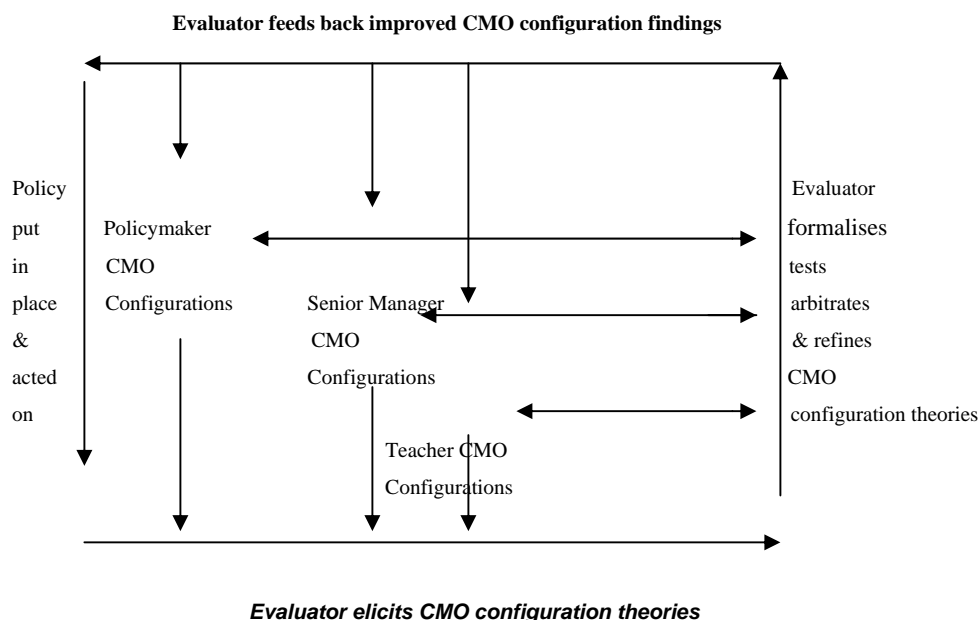 Evaluator feeds back improved CMO configuration findings
Policy
put
in
place
&
acted
on
Policymaker
CMO
Configurations
Senior Manager
CMO
Configurations
Teacher CMO
Configurations
Evaluator
formalises
tests
arbitrates
& refines
CMO
configuration theories
Evaluator elicits CMO configuration theories